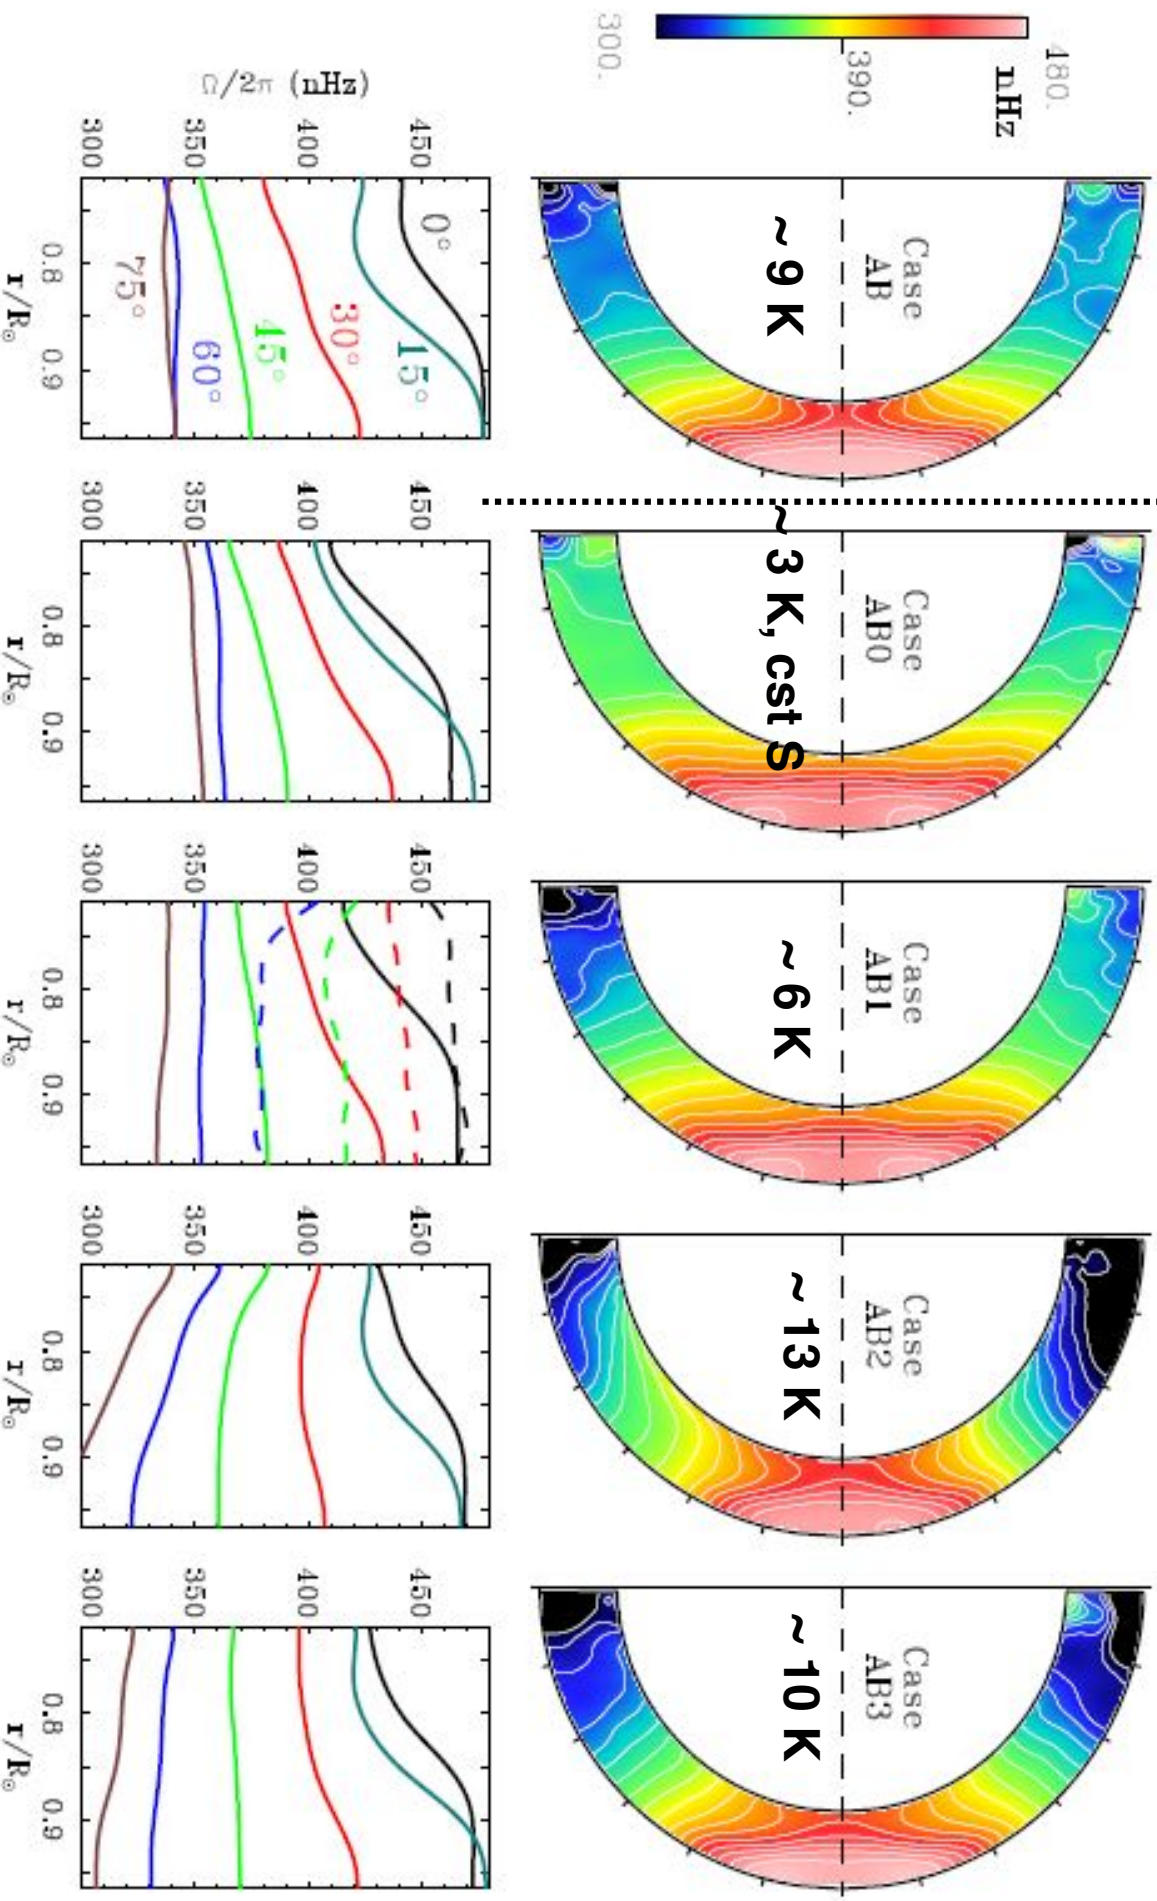 480.
nHz
390.
300.
Case
AB
~ 9 K
Case
AB0
~ 3 K, cst S
Case
AB1
~ 6 K
Case
AB2
~ 13 K
Case
AB3
~ 10 K
Ω/2π (nHz)
450
400
350
300
0°
15°
30°
45°
60°
75°
0.8
0.9
r/R☉
450
400
350
300
0.8
0.9
r/R☉
450
400
350
300
0.8
0.9
r/R☉
450
400
350
300
0.8
0.9
r/R☉
450
400
350
300
0.8
0.9
r/R☉